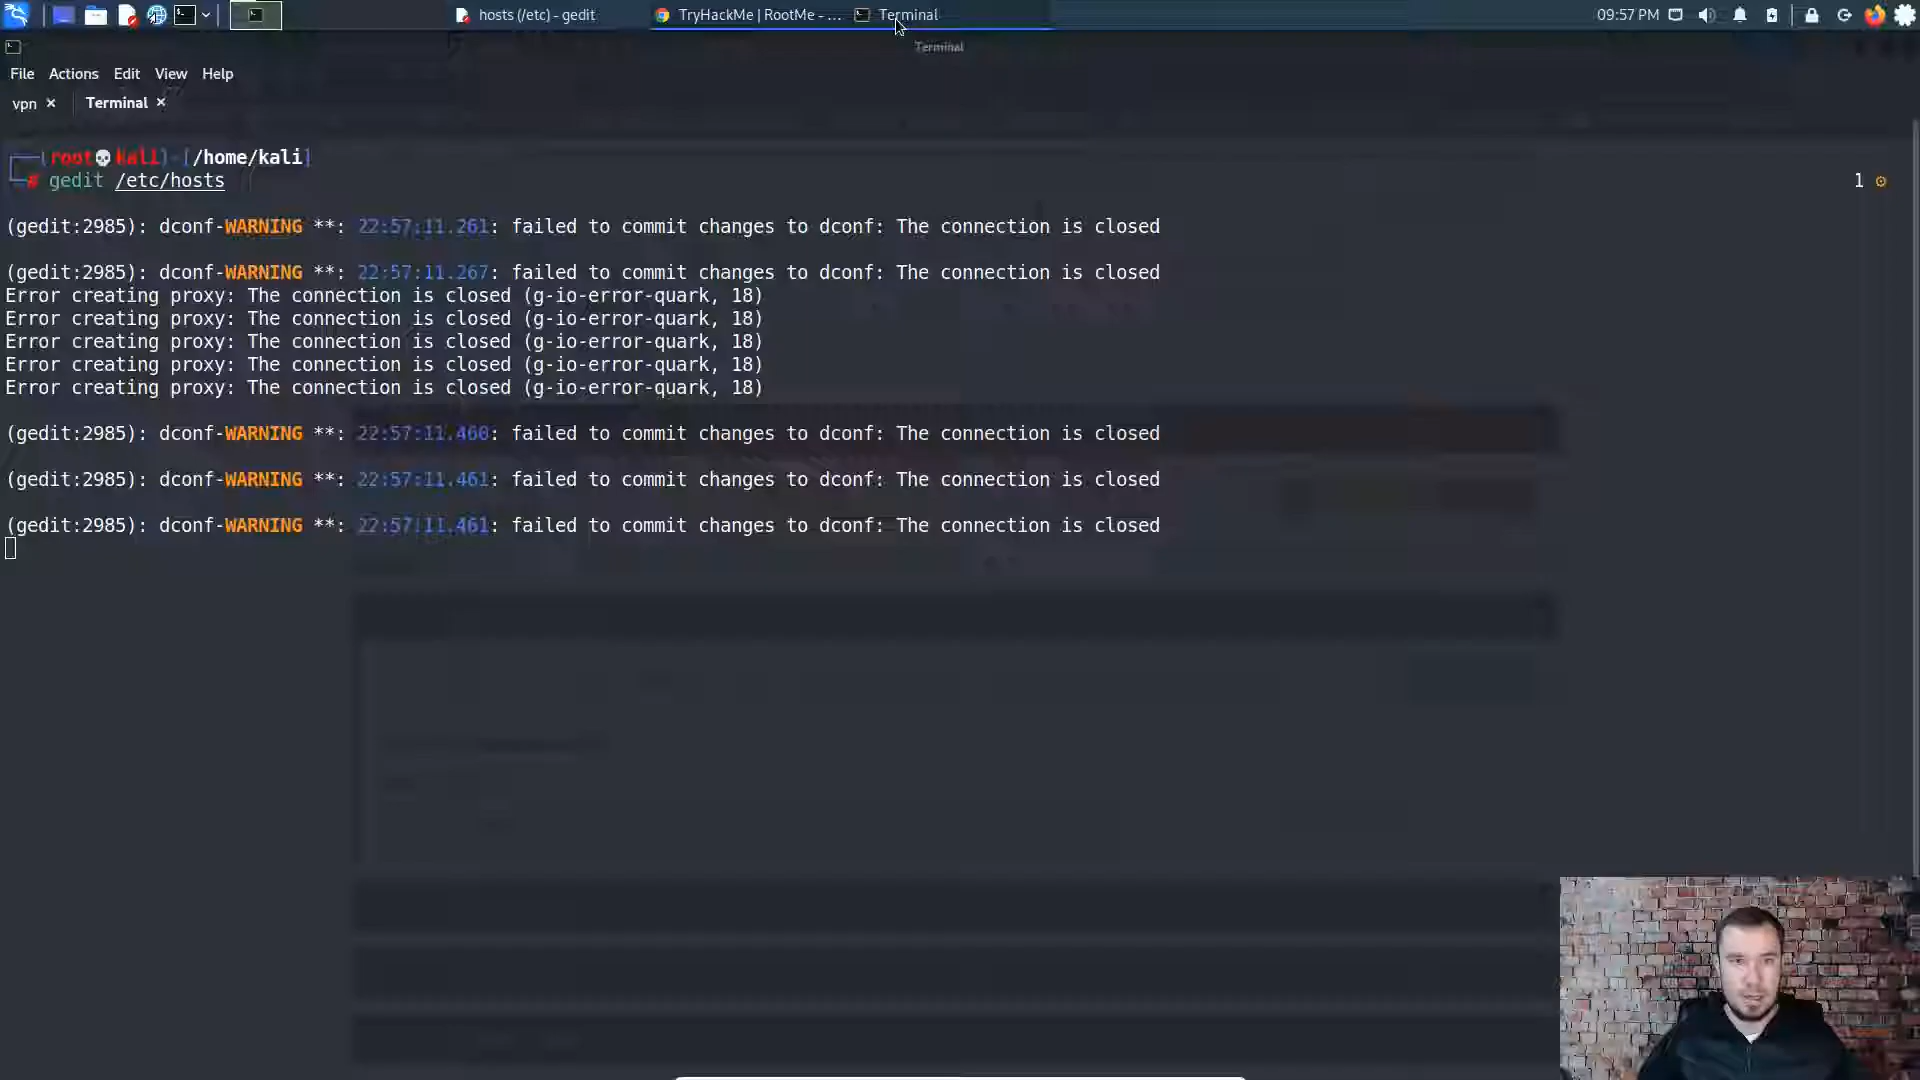 hosts (/etc) - gedit
TryHackMe | RootMe - ...
Terminal
09:57 PM
Terminal
File Actions Edit View Help
vpn ×
Terminal ×
(root💀kali)-[/home/kali]
# gedit /etc/hosts
1 ⚙
(gedit:2985): dconf-WARNING **: 22:57:11.261: failed to commit changes to dconf: The connection is closed
(gedit:2985): dconf-WARNING **: 22:57:11.267: failed to commit changes to dconf: The connection is closed
Error creating proxy: The connection is closed (g-io-error-quark, 18)
Error creating proxy: The connection is closed (g-io-error-quark, 18)
Error creating proxy: The connection is closed (g-io-error-quark, 18)
Error creating proxy: The connection is closed (g-io-error-quark, 18)
Error creating proxy: The connection is closed (g-io-error-quark, 18)
(gedit:2985): dconf-WARNING **: 22:57:11.460: failed to commit changes to dconf: The connection is closed
(gedit:2985): dconf-WARNING **: 22:57:11.461: failed to commit changes to dconf: The connection is closed
(gedit:2985): dconf-WARNING **: 22:57:11.461: failed to commit changes to dconf: The connection is closed